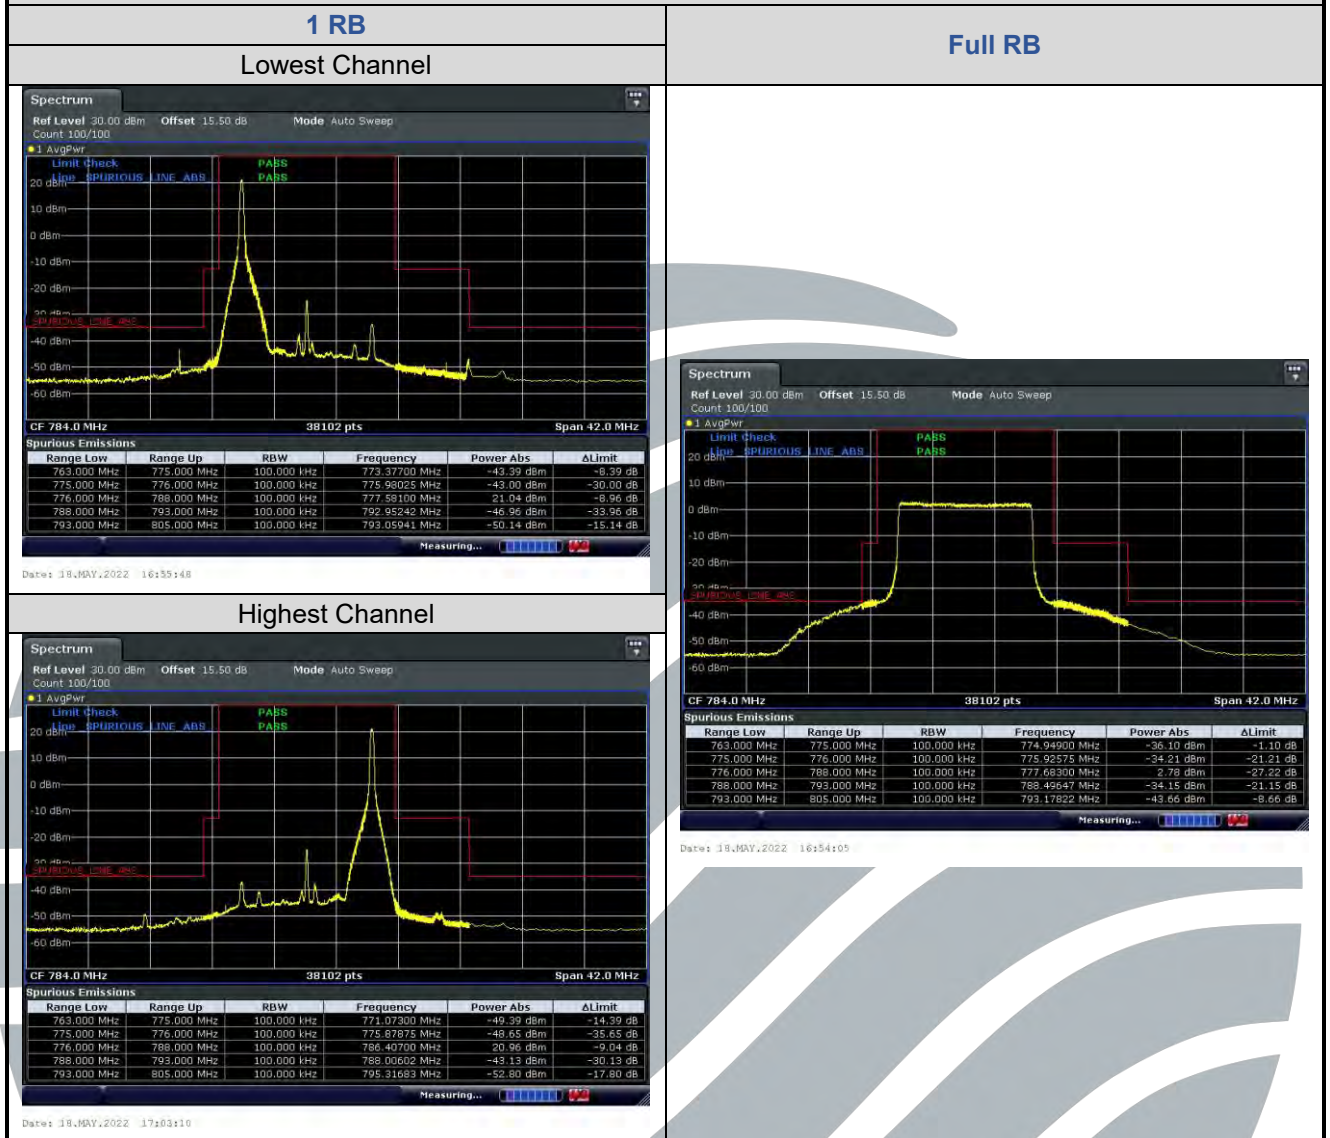 1 RB
Full RB
Lowest Channel
Spectrum
Ref Level 30.00 dBm Offset 15.50 dB Mode Auto Sweep
Count 100/100
1 AvgPwr
Limit Check PASS
Line _SPURIOUS_LINE_ABS_ PASS
20 dBm
10 dBm
0 dBm
-10 dBm
-20 dBm
-30 dBm
_SPURIOUS_LINE_ABS_
-40 dBm
-50 dBm
-60 dBm
CF 784.0 MHz 38102 pts Span 42.0 MHz
Spurious Emissions
Range Low Range Up RBW Frequency Power Abs ΔLimit
763.000 MHz 775.000 MHz 100.000 kHz 773.37700 MHz -43.39 dBm -8.39 dB
775.000 MHz 776.000 MHz 100.000 kHz 775.98025 MHz -43.00 dBm -30.00 dB
776.000 MHz 788.000 MHz 100.000 kHz 777.58100 MHz 21.04 dBm -8.96 dB
788.000 MHz 793.000 MHz 100.000 kHz 792.95242 MHz -46.96 dBm -33.96 dB
793.000 MHz 805.000 MHz 100.000 kHz 793.05941 MHz -50.14 dBm -15.14 dB
Measuring...
Date: 18.MAY.2022 16:55:48
Highest Channel
Spectrum
Ref Level 30.00 dBm Offset 15.50 dB Mode Auto Sweep
Count 100/100
1 AvgPwr
Limit Check PASS
Line _SPURIOUS_LINE_ABS_ PASS
20 dBm
10 dBm
0 dBm
-10 dBm
-20 dBm
-30 dBm
_SPURIOUS_LINE_ABS_
-40 dBm
-50 dBm
-60 dBm
CF 784.0 MHz 38102 pts Span 42.0 MHz
Spurious Emissions
Range Low Range Up RBW Frequency Power Abs ΔLimit
763.000 MHz 775.000 MHz 100.000 kHz 771.07300 MHz -49.39 dBm -14.39 dB
775.000 MHz 776.000 MHz 100.000 kHz 775.87875 MHz -48.65 dBm -35.65 dB
776.000 MHz 788.000 MHz 100.000 kHz 786.40700 MHz 20.96 dBm -9.04 dB
788.000 MHz 793.000 MHz 100.000 kHz 788.00602 MHz -43.13 dBm -30.13 dB
793.000 MHz 805.000 MHz 100.000 kHz 795.31683 MHz -52.80 dBm -17.80 dB
Measuring...
Date: 18.MAY.2022 17:03:10
Spectrum
Ref Level 30.00 dBm Offset 15.50 dB Mode Auto Sweep
Count 100/100
1 AvgPwr
Limit Check PASS
Line _SPURIOUS_LINE_ABS_ PASS
20 dBm
10 dBm
0 dBm
-10 dBm
-20 dBm
-30 dBm
_SPURIOUS_LINE_ABS_
-40 dBm
-50 dBm
-60 dBm
CF 784.0 MHz 38102 pts Span 42.0 MHz
Spurious Emissions
Range Low Range Up RBW Frequency Power Abs ΔLimit
763.000 MHz 775.000 MHz 100.000 kHz 774.94900 MHz -36.10 dBm -1.10 dB
775.000 MHz 776.000 MHz 100.000 kHz 775.92575 MHz -34.21 dBm -21.21 dB
776.000 MHz 788.000 MHz 100.000 kHz 777.68300 MHz 2.78 dBm -27.22 dB
788.000 MHz 793.000 MHz 100.000 kHz 788.49647 MHz -34.15 dBm -21.15 dB
793.000 MHz 805.000 MHz 100.000 kHz 793.17822 MHz -43.66 dBm -8.66 dB
Measuring...
Date: 18.MAY.2022 16:54:05